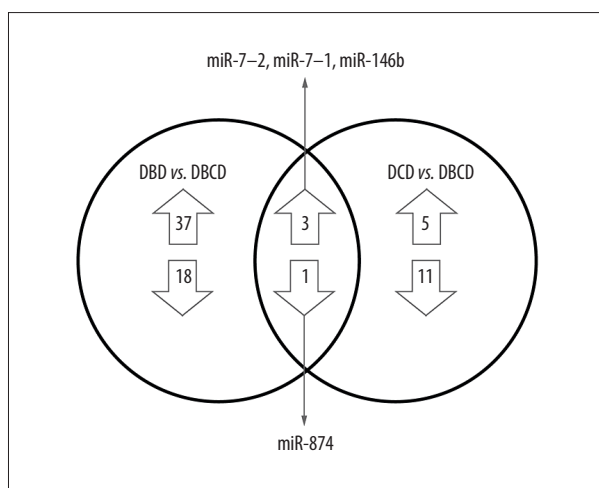 miR-7–2, miR-7–1, miR-146b
DBD vs. DBCD
DCD vs. DBCD
37
3
5
18
1
11
miR-874